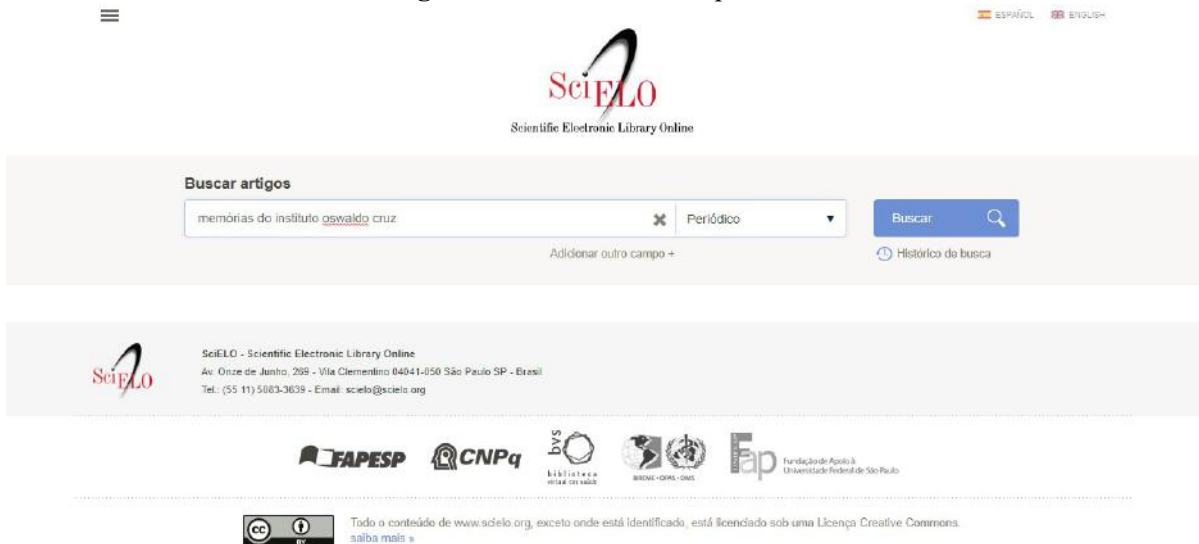 ESPAÑOL ENGLISH
SciELO
Scientific Electronic Library Online
Buscar artigos
memórias do instituto oswaldo cruz
Periódico
Buscar
Adicionar outro campo +
Histórico de busca
SciELO
SciELO - Scientific Electronic Library Online
Av. Onze de Junho, 269 - Vila Clementino 04041-050 São Paulo SP - Brasil
Tel.: (55 11) 5083-3639 - Email: scielo@scielo.org
FAPESP
CNPq
bvs
biblioteca
virtual em saúde
BIREME • OPAS • OMS
Fap
Fundação de Apoio à
Universidade Federal de São Paulo
cc
BY
Todo o conteúdo de www.scielo.org, exceto onde está identificado, está licenciado sob uma Licença Creative Commons.
saiba mais »